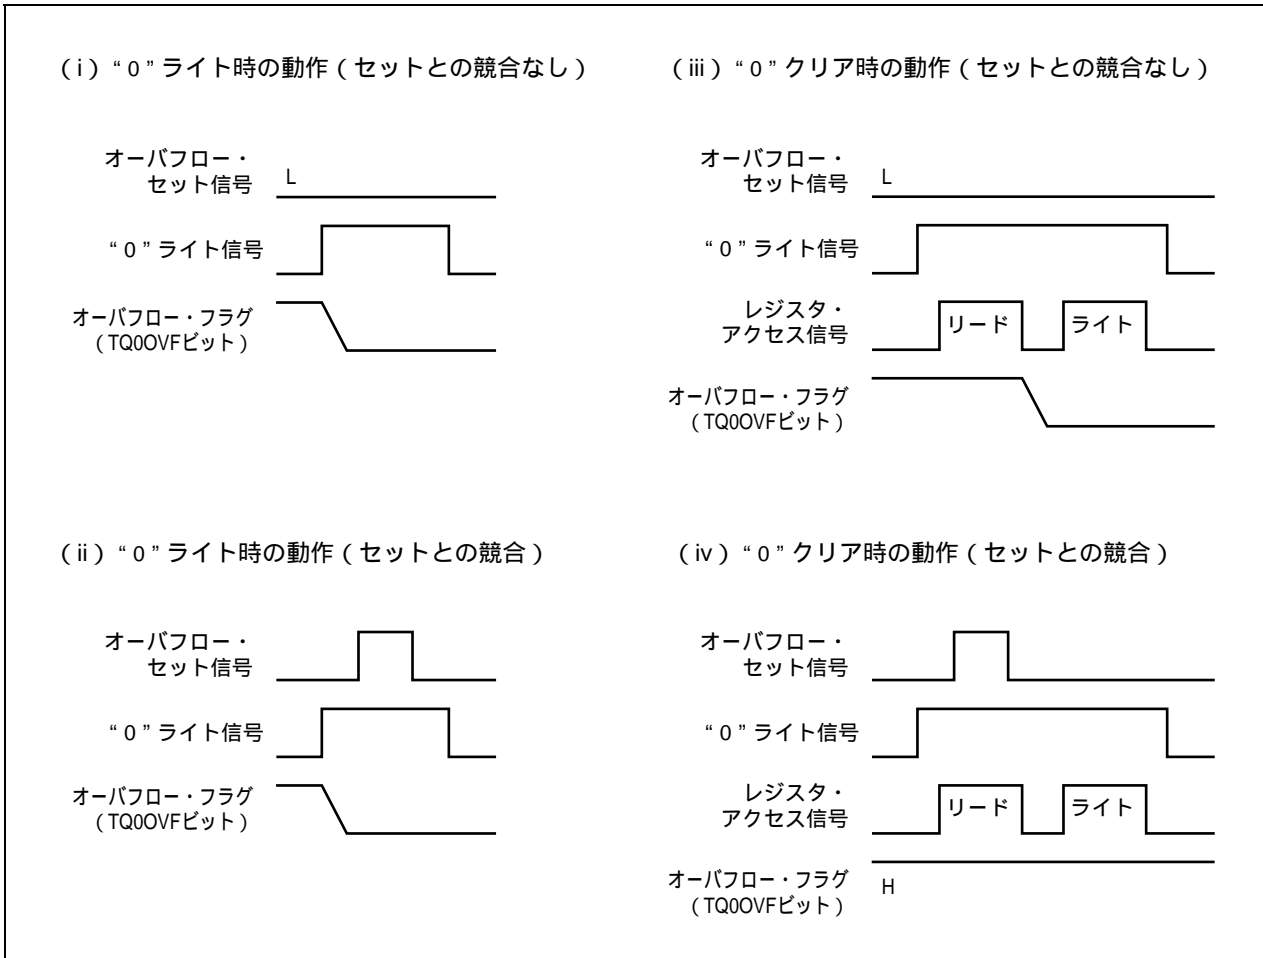 （i）“0”ライト時の動作（セットとの競合なし）
オーバフロー・
セット信号
L
“0”ライト信号
オーバフロー・フラグ
（TQ0OVFビット）
（iii）“0”クリア時の動作（セットとの競合なし）
オーバフロー・
セット信号
L
“0”ライト信号
レジスタ・
アクセス信号
リード
ライト
オーバフロー・フラグ
（TQ0OVFビット）
（ii）“0”ライト時の動作（セットとの競合）
オーバフロー・
セット信号
“0”ライト信号
オーバフロー・フラグ
（TQ0OVFビット）
（iv）“0”クリア時の動作（セットとの競合）
オーバフロー・
セット信号
“0”ライト信号
レジスタ・
アクセス信号
リード
ライト
オーバフロー・フラグ
（TQ0OVFビット）
H